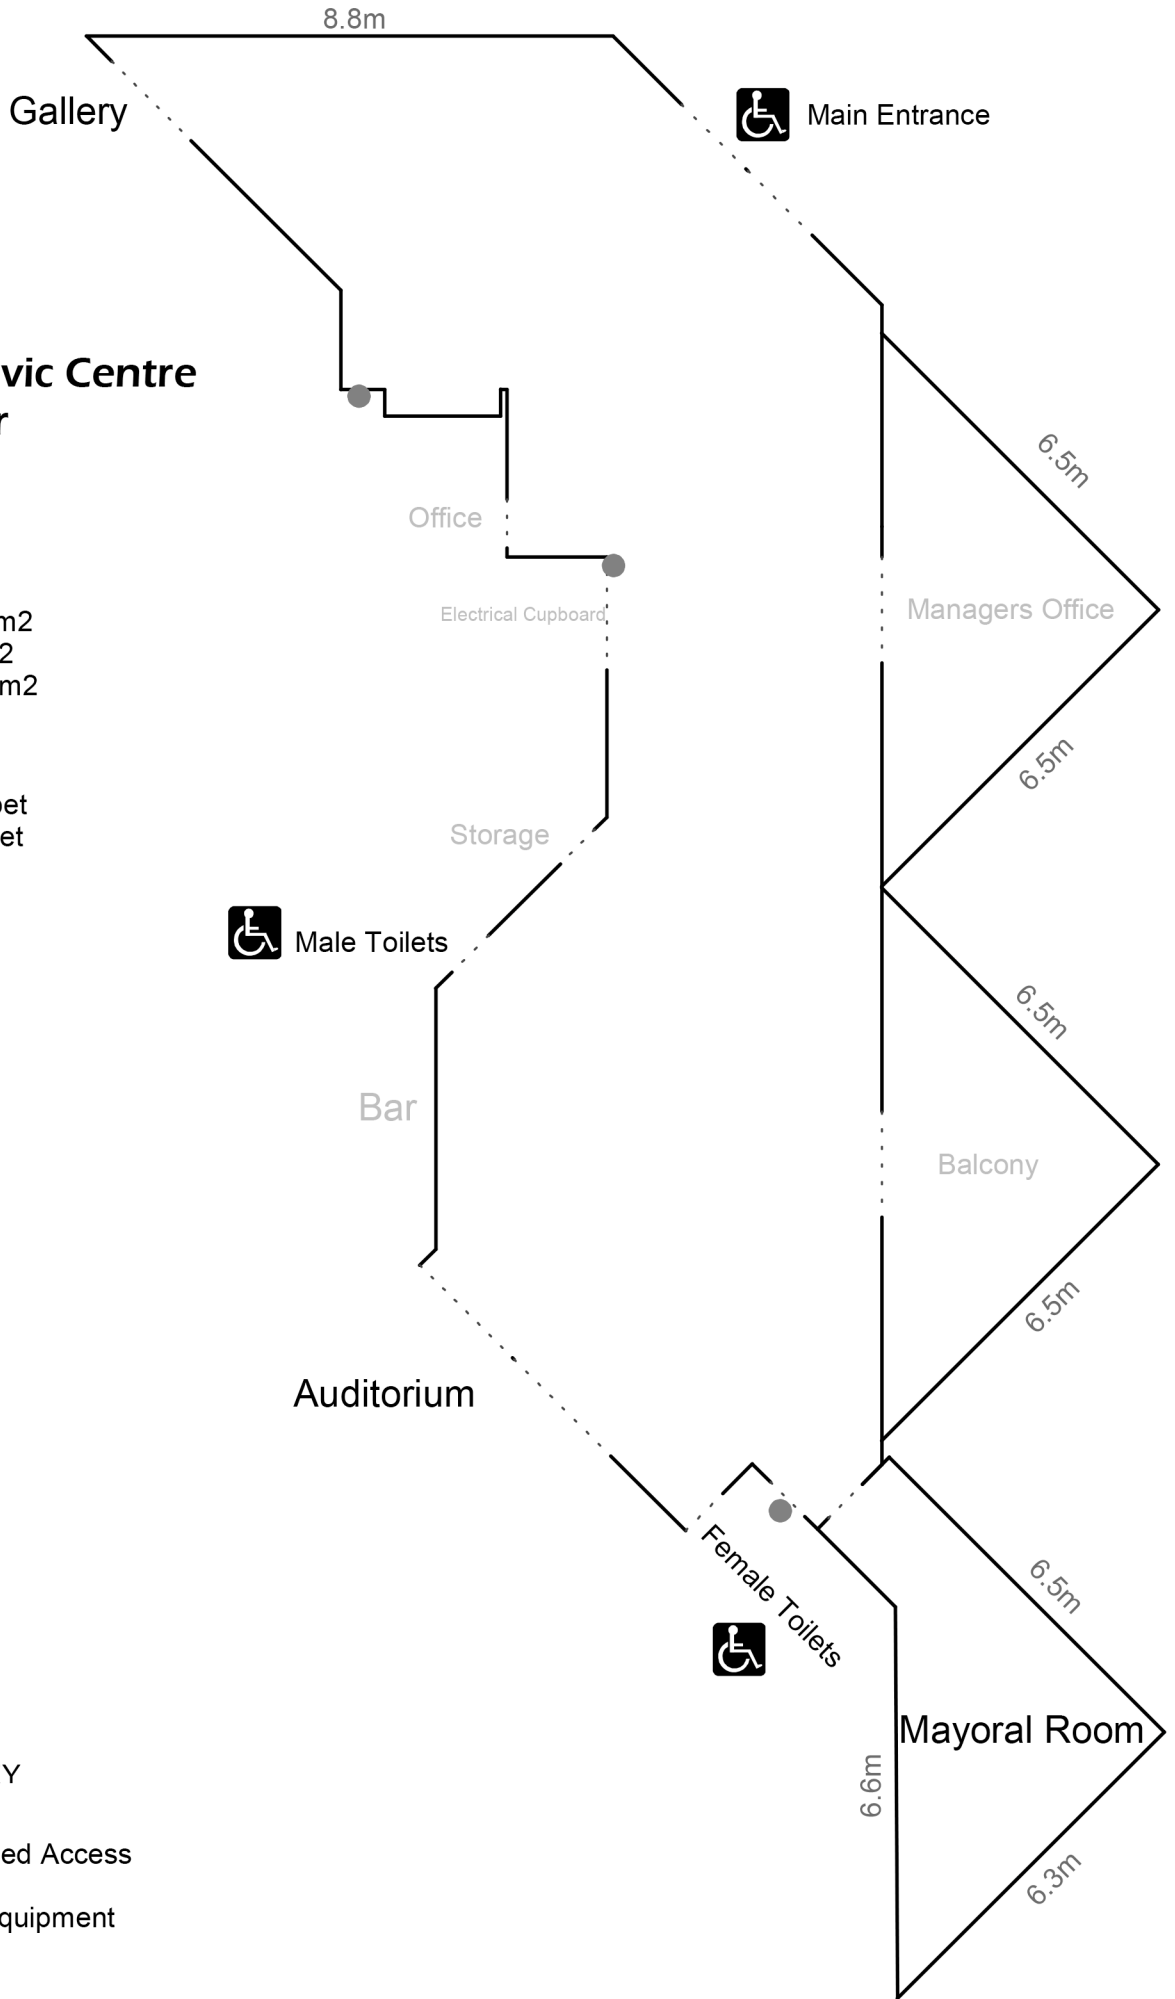 8.8m
Gallery
Main Entrance
vic Centre
6.5m
Office
Managers Office
Electrical Cupboard
m2
2
m2
6.5m
et
Storage
Male Toilets
6.5m
Bar
Balcony
6.5m
Auditorium
Female Toilets
6.5m
Mayoral Room
6.6m
Y
ed Access
6.3m
quipment